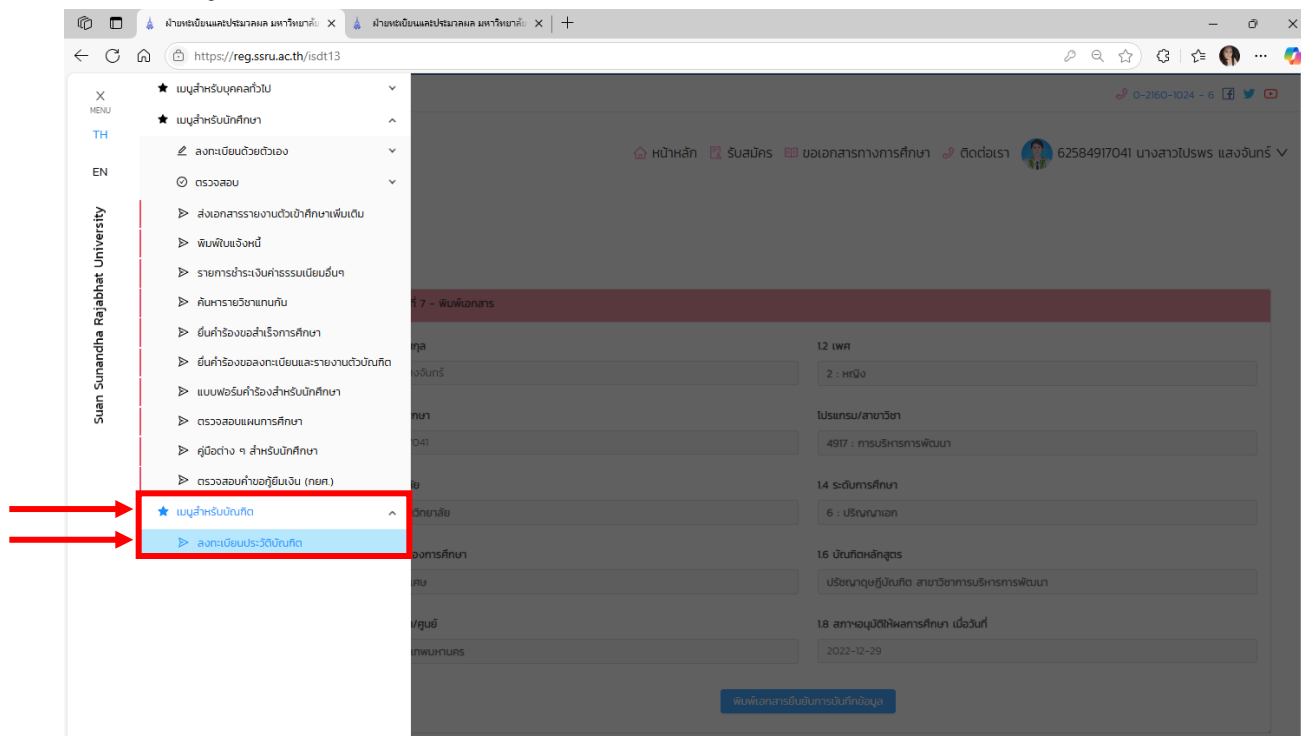 ฝ่ายทะเบียนและประมวลผล มหาวิทยาลัย
ฝ่ายทะเบียนและประมวลผล มหาวิทยาลัย
https://reg.ssru.ac.th/isdt13
MENU
TH
EN
Suan Sunandha Rajabhat University
เมนูสำหรับบุคคลทั่วไป
เมนูสำหรับนักศึกษา
ลงทะเบียนด้วยตัวเอง
ตรวจสอบ
ส่งเอกสารรายงานตัวเข้าศึกษาเพิ่มเติม
พิมพ์ใบแจ้งหนี้
รายการชำระเงินค่าธรรมเนียมอื่นๆ
ค้นหารายวิชาแทนกัน
ยื่นคำร้องขอสำเร็จการศึกษา
ยื่นคำร้องขอลงทะเบียนและรายงานตัวบัณฑิต
แบบฟอร์มคำร้องสำหรับนักศึกษา
ตรวจสอบแผนการศึกษา
คู่มือต่าง ๆ สำหรับนักศึกษา
ตรวจสอบคำขอกู้ยืมเงิน (กยศ.)
เมนูสำหรับบัณฑิต
ลงทะเบียนประวัติบัณฑิต
0-2160-1024 - 6
หน้าหลัก รับสมัคร ขอเอกสารทางการศึกษา ติดต่อเรา 62584917041 นางสาวไปรพร แสงจันทร์
ที่ 7 - พิมพ์เอกสาร
1.2 เพศ
2 : หญิง
โปรแกรม/สาขาวิชา
4917 : การบริหารการพัฒนา
1.4 ระดับการศึกษา
6 : ปริญญาเอก
1.6 บัณฑิตหลักสูตร
ปรัชญาดุษฎีบัณฑิต สาขาวิชาการบริหารการพัฒนา
/ศูนย์
1.8 สภาฯอนุมัติให้ผลการศึกษา เมื่อวันที่
2022-12-29
พิมพ์เอกสารยืนยันการบันทึกข้อมูล